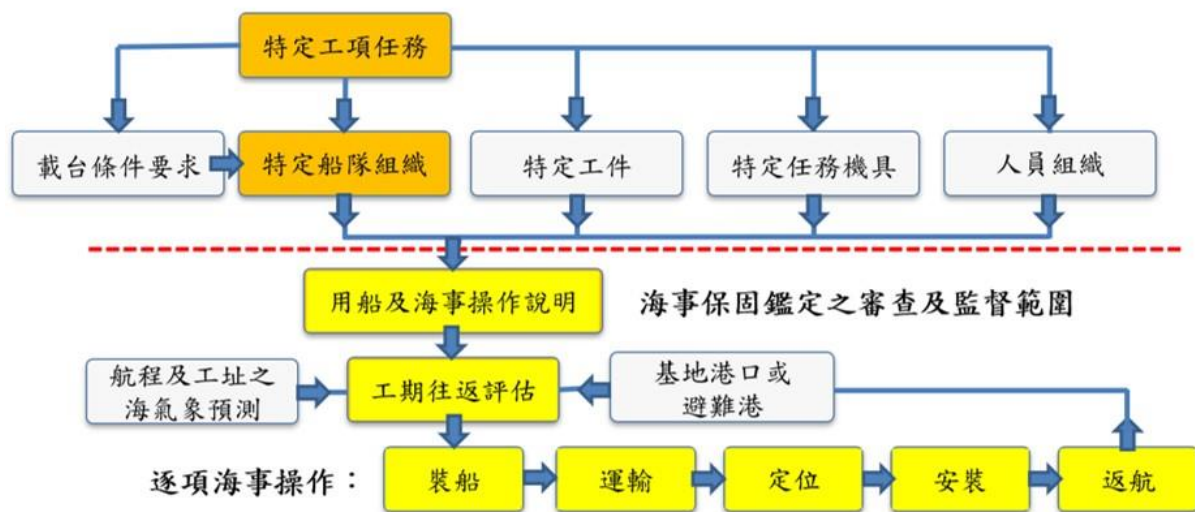 特定工項任務
載台條件要求
特定船隊組織
特定工件
特定任務機具
人員組織
用船及海事操作說明
海事保固鑑定之審查及監督範圍
航程及工址之
海氣象預測
工期往返評估
基地港口或
避難港
逐項海事操作：
裝船
運輸
定位
安裝
返航